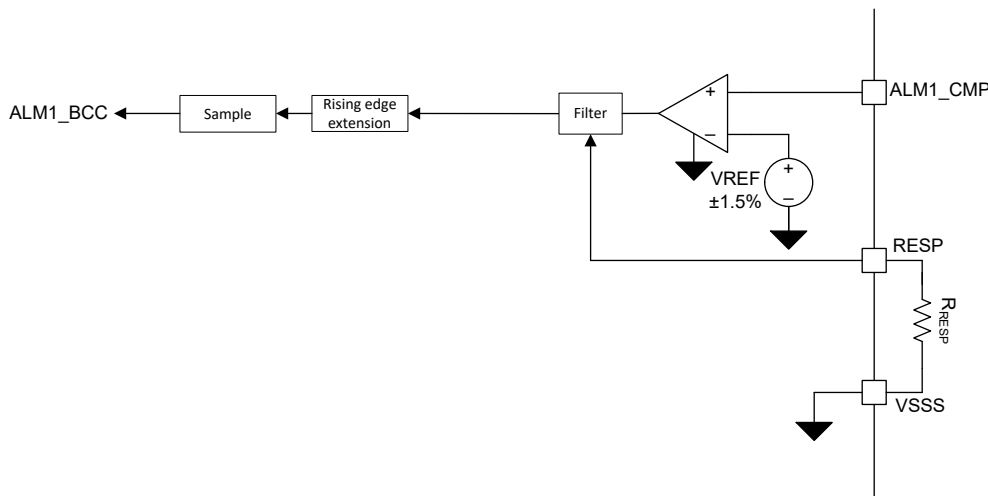 ALM1_BCC
Sample
Rising edge
extension
Filter
+
–
VREF
±1.5%
+
–
ALM1_CMP
RESP
RRESP
VSSS